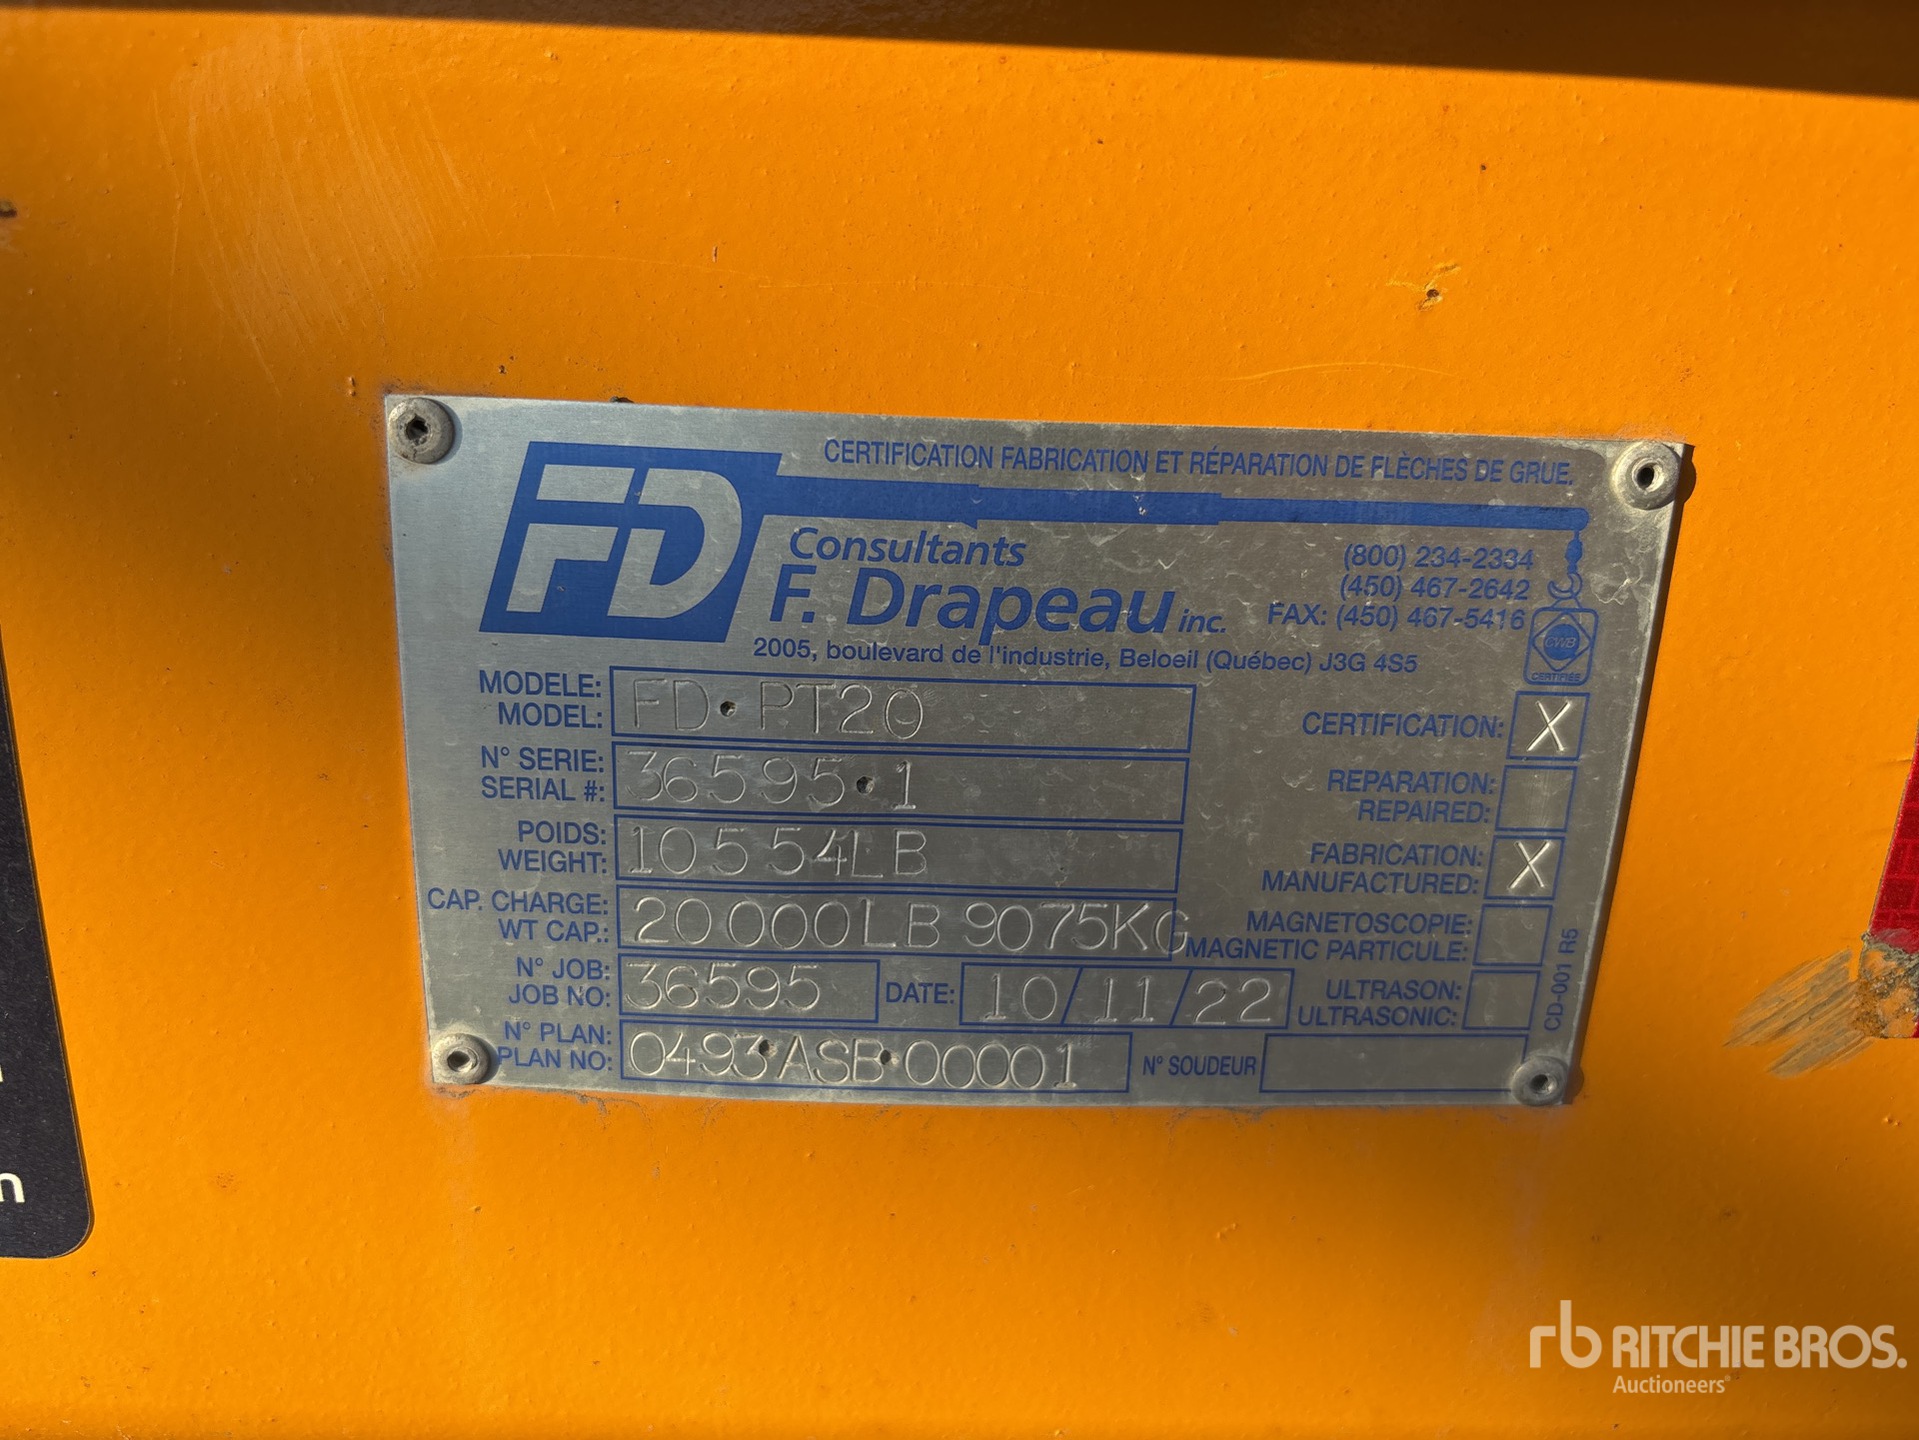 CERTIFICATION FABRICATION ET RÉPARATION DE FLÈCHES DE GRUE.
FD
Consultants
F. Drapeau inc.
(800) 234-2334
(450) 467-2642
FAX: (450) 467-5416
2005, boulevard de l'industrie, Beloeil (Québec) J3G 4S5
CWB
CERTIFIÉE
MODELE:
MODEL: FD•PT20
N° SERIE:
SERIAL #: 36595•1
POIDS:
WEIGHT: 10554LB
CAP. CHARGE:
WT CAP.: 20000LB 9075KG
N° JOB:
JOB NO: 36595 DATE: 10/11/22
N° PLAN:
PLAN NO: 0493•ASB•00001
CERTIFICATION: X
REPARATION:
REPAIRED:
FABRICATION:
MANUFACTURED: X
MAGNETOSCOPIE:
MAGNETIC PARTICULE:
ULTRASON:
ULTRASONIC:
N° SOUDEUR
CD-001 R5
n
rb RITCHIE BROS.
Auctioneers